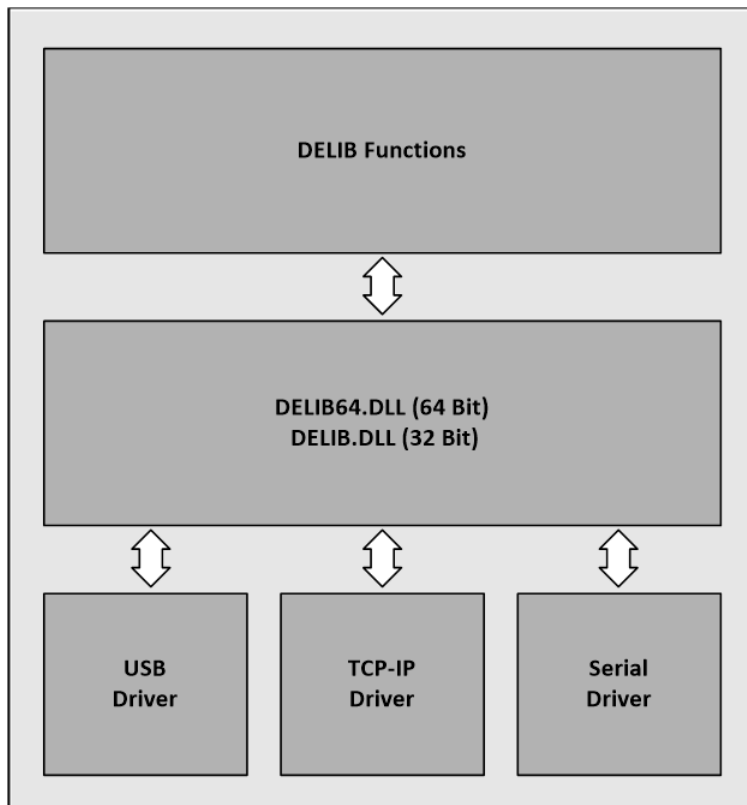 DELIB Functions
DELIB64.DLL (64 Bit)
DELIB.DLL (32 Bit)
USB
Driver
TCP-IP
Driver
Serial
Driver